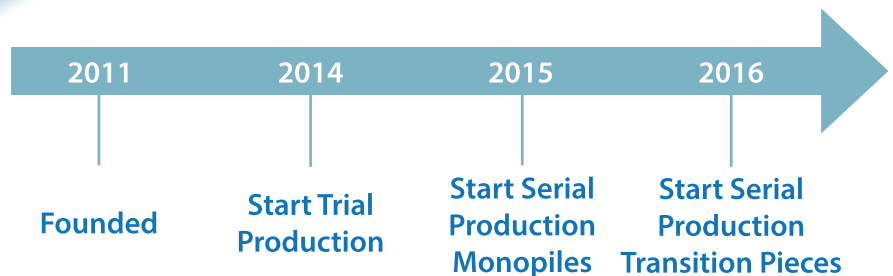 2011 2014 2015 2016
Founded
Start Trial
Production
Start Serial
Production
Monopiles
Start Serial
Production
Transition Pieces